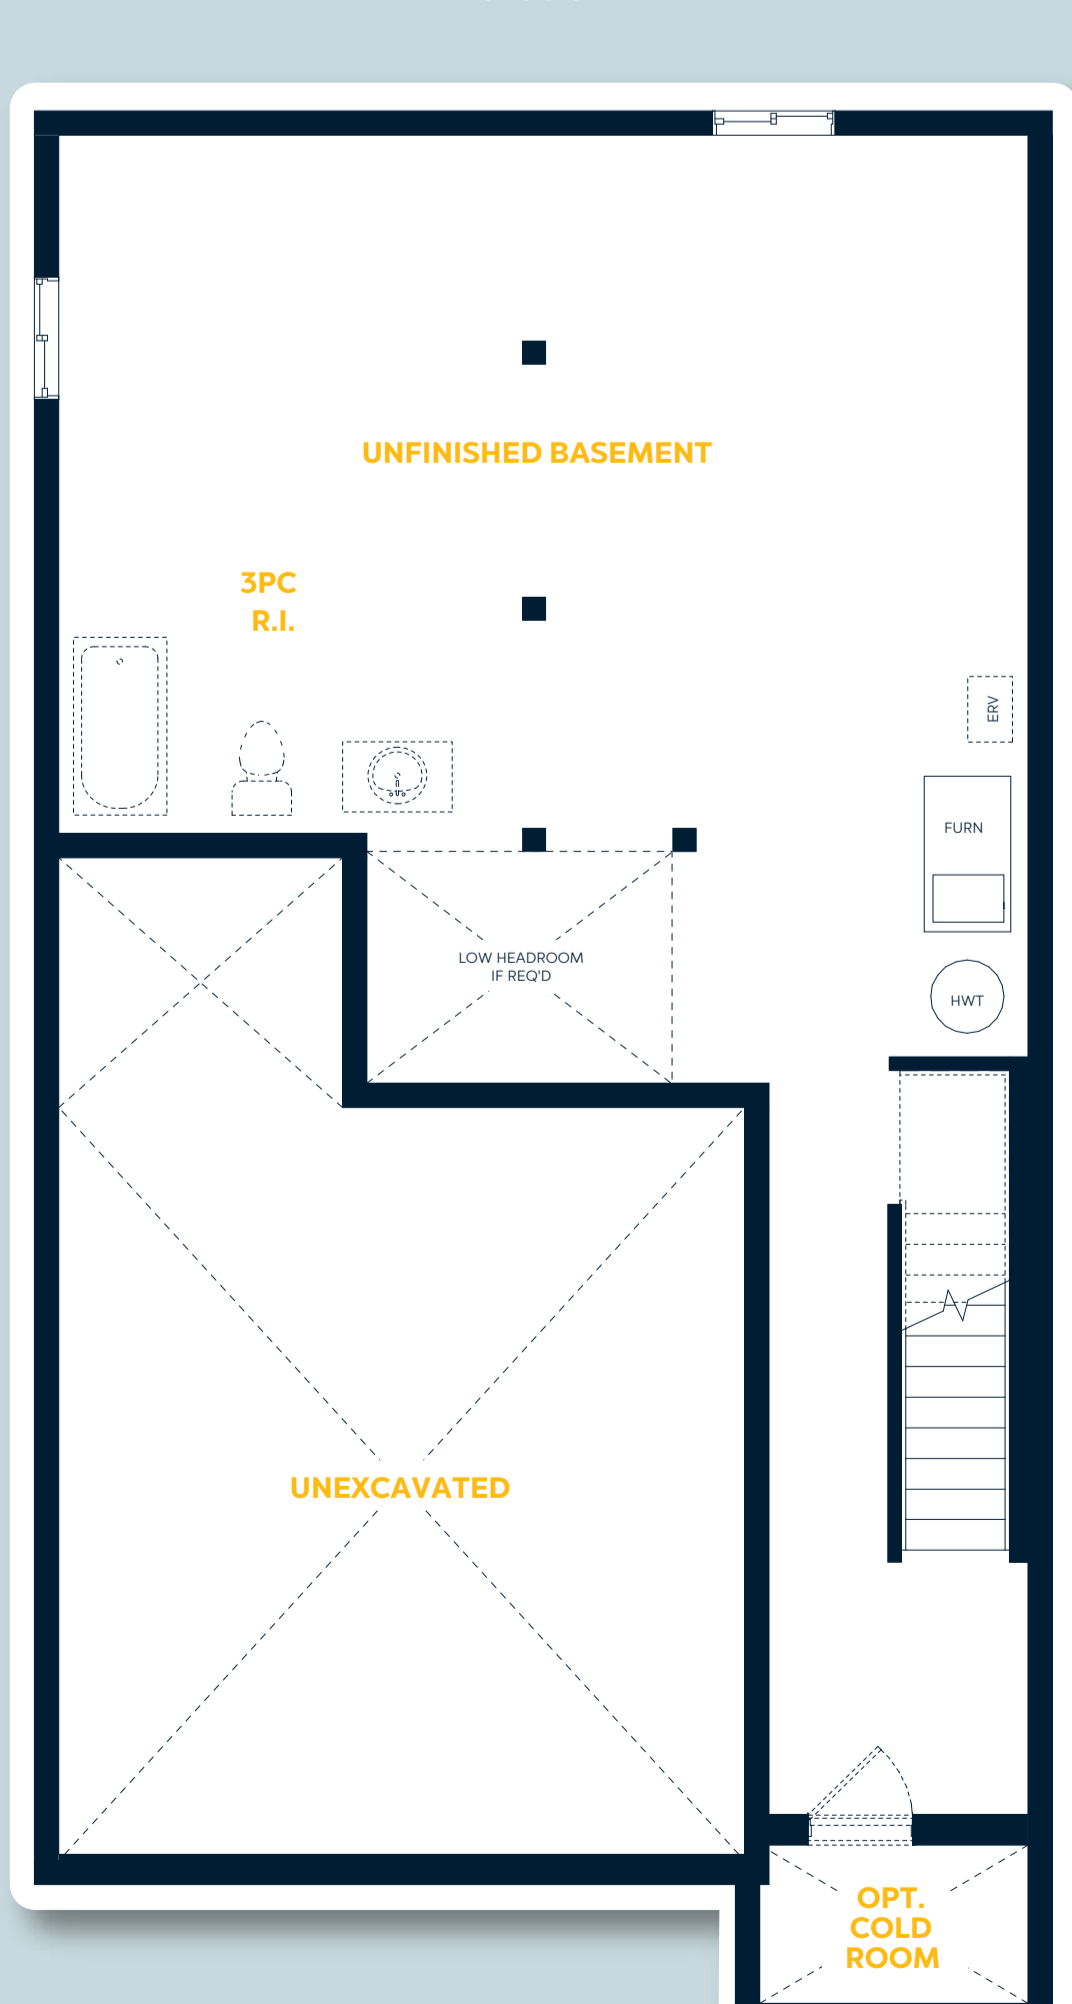 UNFINISHED BASEMENT
3PC
R.I.
ERV
FURN
LOW HEADROOM
IF REQ'D
HWT
UNEXCAVATED
OPT.
COLD
ROOM